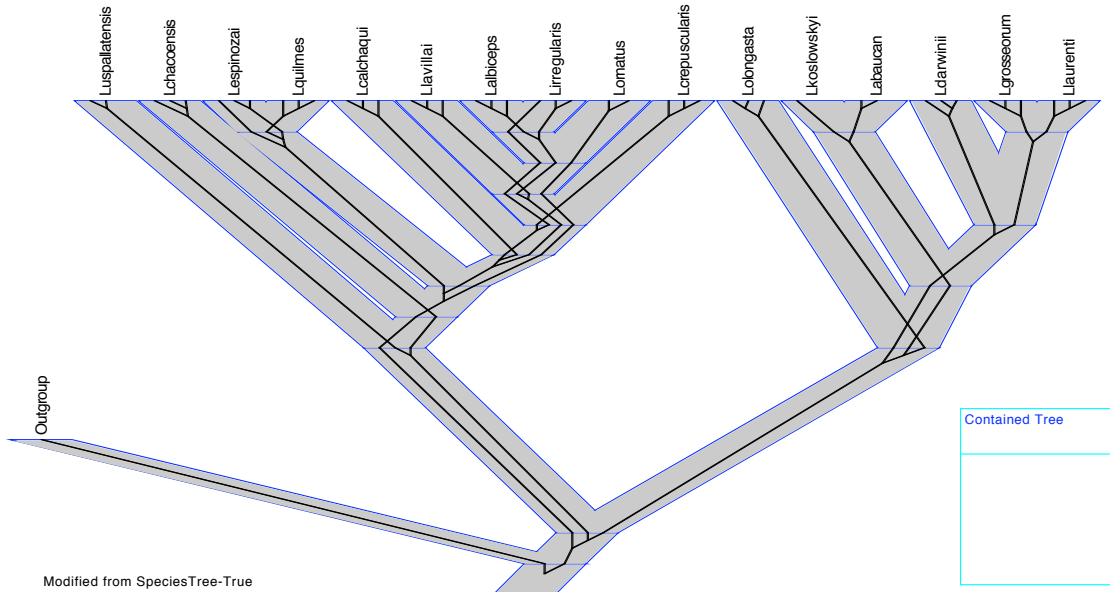 Luspallatensis
Lchacoensis
Lespinozai
Lquilmes
Lcalchaqui
Llavillai
Lalbiceps
Lirregularis
Lornatus
Lcrepuscularis
Lolongasta
Lkoslowskyi
Labaucan
Ldarwinii
Lgrosseorum
Llaurenti
Outgroup
Contained Tree
Modified from SpeciesTree-True